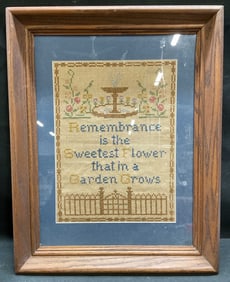 Remembrance
is the
Sweetest Flower
that in a
Garden Grows